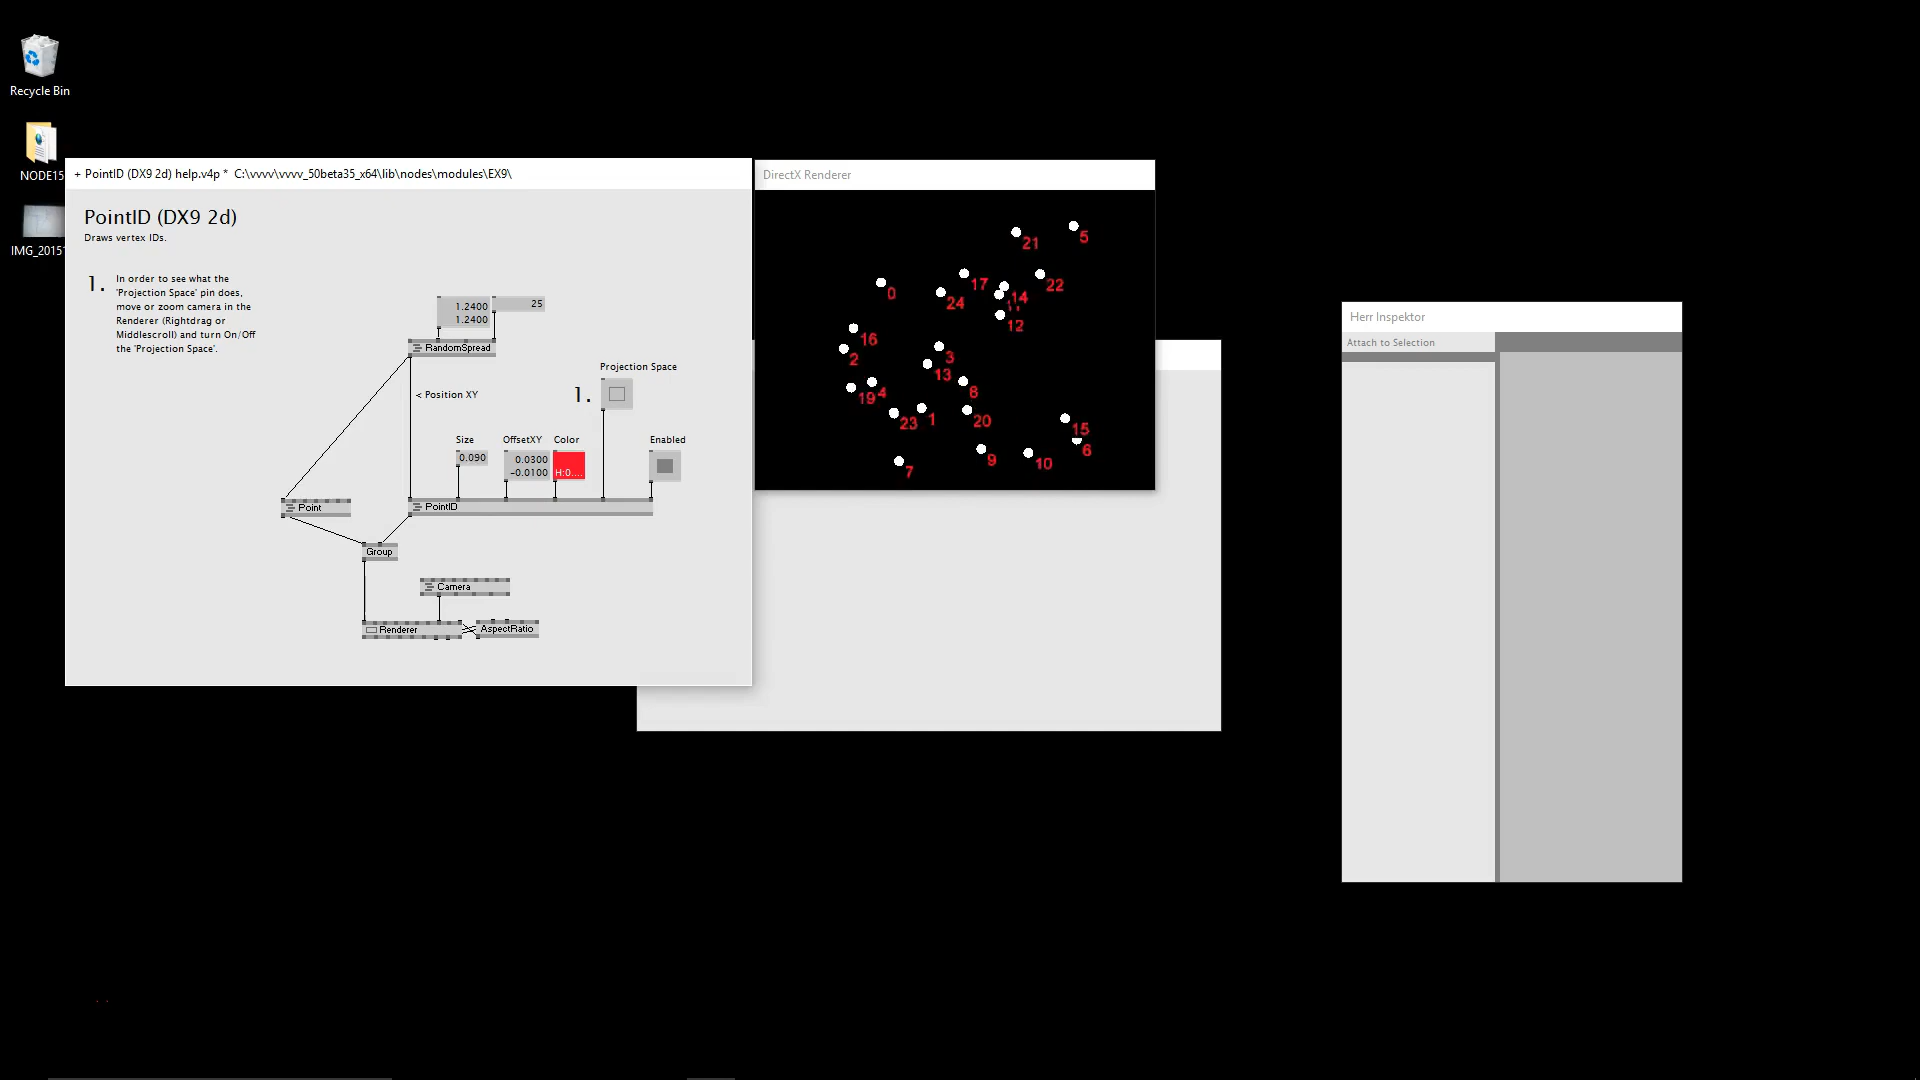 Recycle Bin
NODE15
IMG_2015
+ PointID (DX9 2d) help.v4p * C:\vvvv\vvvv_50beta35_x64\lib\nodes\modules\EX9\
PointID (DX9 2d)
Draws vertex IDs.
1.
In order to see what the
'Projection Space' pin does,
move or zoom camera in the
Renderer (Rightdrag or
Middlescroll) and turn On/Off
the 'Projection Space'.
1.2400
1.2400
25
RandomSpread
< Position XY
Projection Space
1.
Size
OffsetXY
Color
Enabled
0.090
0.0300
-0.0100
H:0....
Point
PointID
Group
Camera
Renderer
AspectRatio
DirectX Renderer
21
5
17
22
0
24
14
12
16
2
3
13
8
19
4
23
1
20
15
6
9
10
7
Herr Inspektor
Attach to Selection